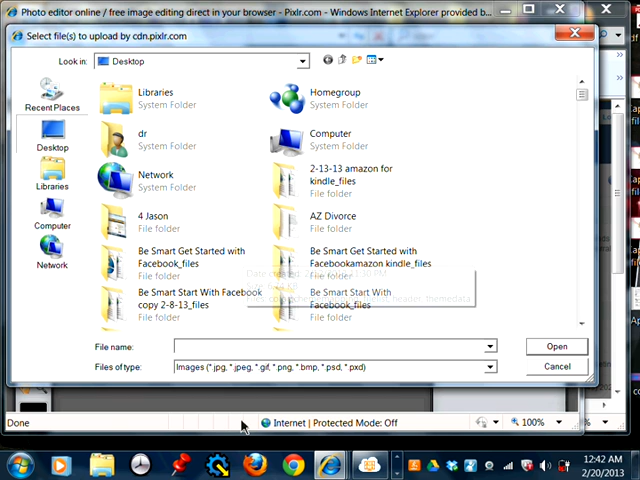 Photo editor online / free image editing direct in your browser - Pixlr.com - Windows Internet Explorer provided b
Select file(s) to upload by cdn.pixlr.com
Look in:
Desktop
Recent Places
Desktop
Libraries
Computer
Network
Libraries
System Folder
Homegroup
System Folder
dr
System Folder
Computer
System Folder
Network
System Folder
2-13-13 amazon for
kindle_files
File folder
4 Jason
File folder
AZ Divorce
File folder
Be Smart Get Started with
Facebook_files
File folder
Be Smart Get Started with
Facebookamazon kindle_files
File folder
Be Smart Start With Facebook
copy 2-8-13_files
File folder
Be Smart Start With
Facebook_files
File folder
File name:
Open
Files of type:
Images (*.jpg, *.jpeg, *.gif, *.png, *.bmp, *.psd, *.pxd)
Cancel
Done
Internet | Protected Mode: Off
100%
12:42 AM
2/20/2013